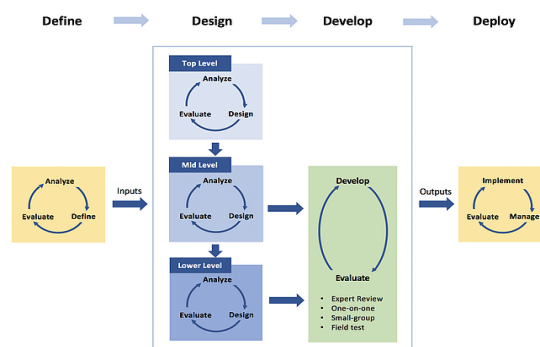 Define
Design
Develop
Deploy
Top Level
Analyze
Evaluate
Design
Mid Level
Analyze
Evaluate
Design
Lower Level
Analyze
Evaluate
Design
Analyze
Evaluate
Define
Inputs
Develop
Evaluate
• Expert Review
• One-on-one
• Small-group
• Field test
Outputs
Implement
Evaluate
Manage